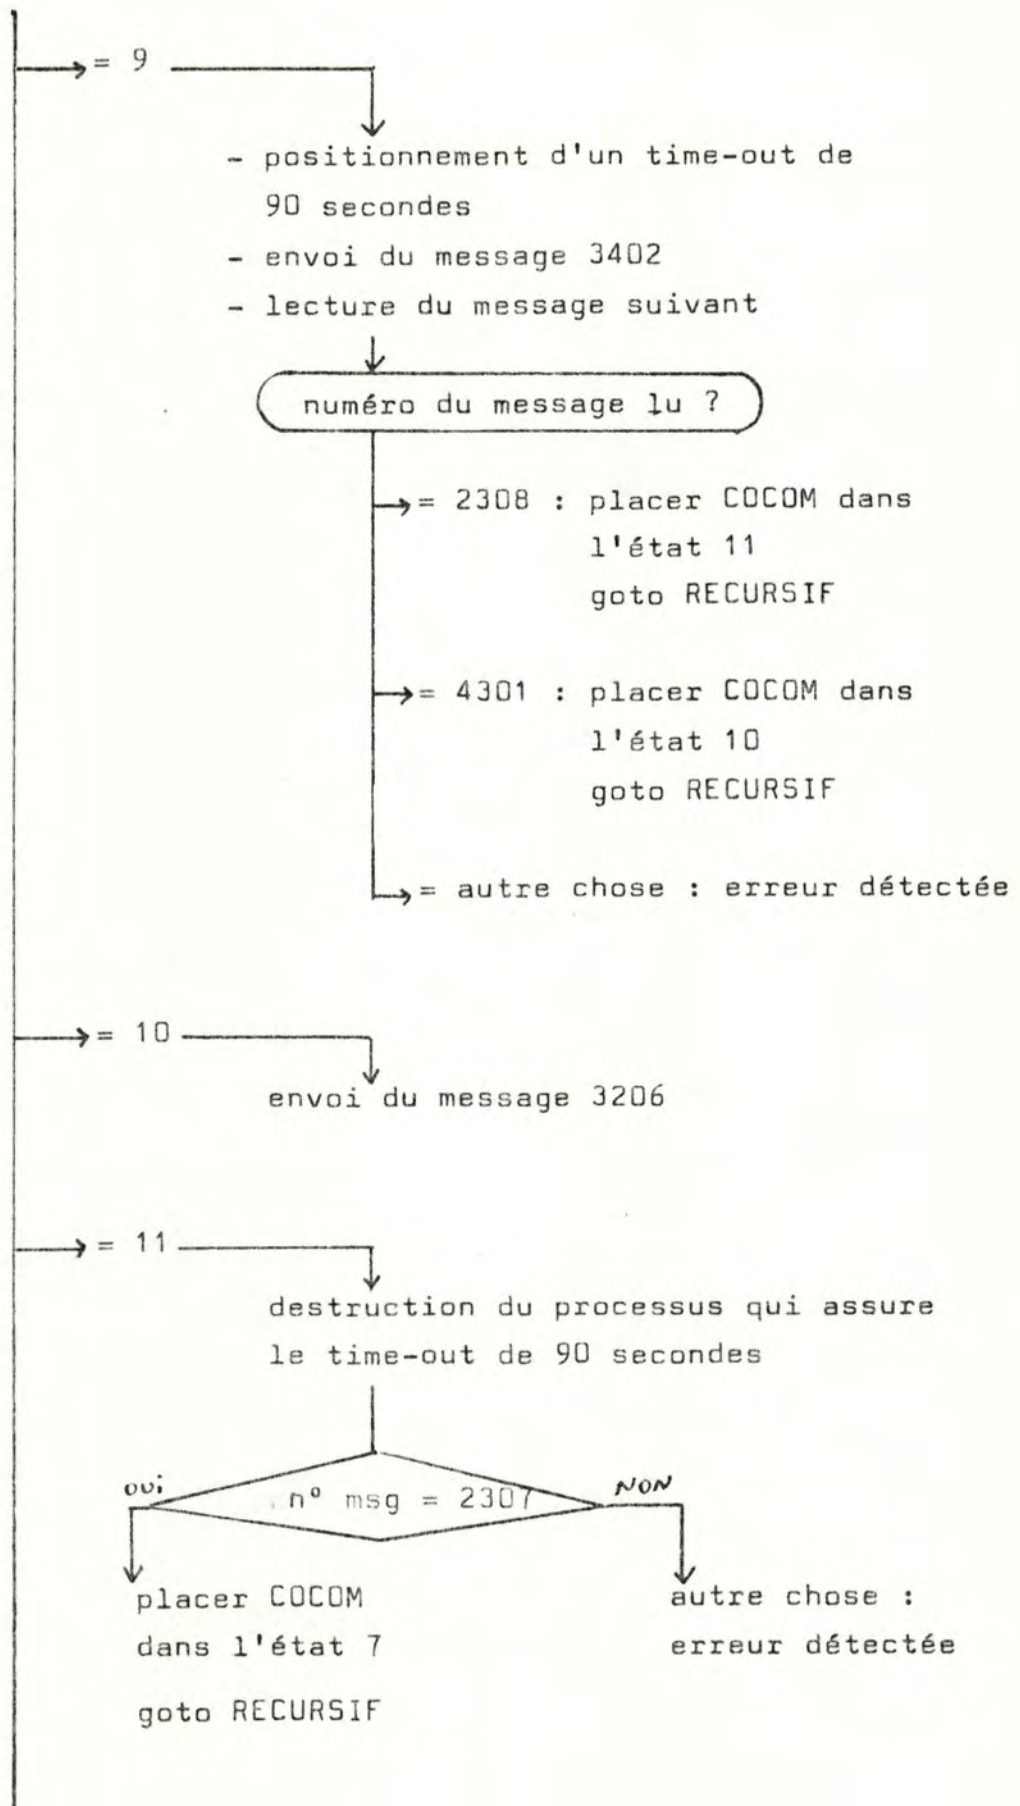 = 9
- positionnement d'un time-out de
90 secondes
- envoi du message 3402
- lecture du message suivant
numéro du message lu ?
= 2308 : placer COCOM dans
l'état 11
goto RECURSIF
= 4301 : placer COCOM dans
l'état 10
goto RECURSIF
= autre chose : erreur détectée
= 10
envoi du message 3206
= 11
destruction du processus qui assure
le time-out de 90 secondes
oui
n° msg = 2307
NON
placer COCOM
dans l'état 7
goto RECURSIF
autre chose :
erreur détectée